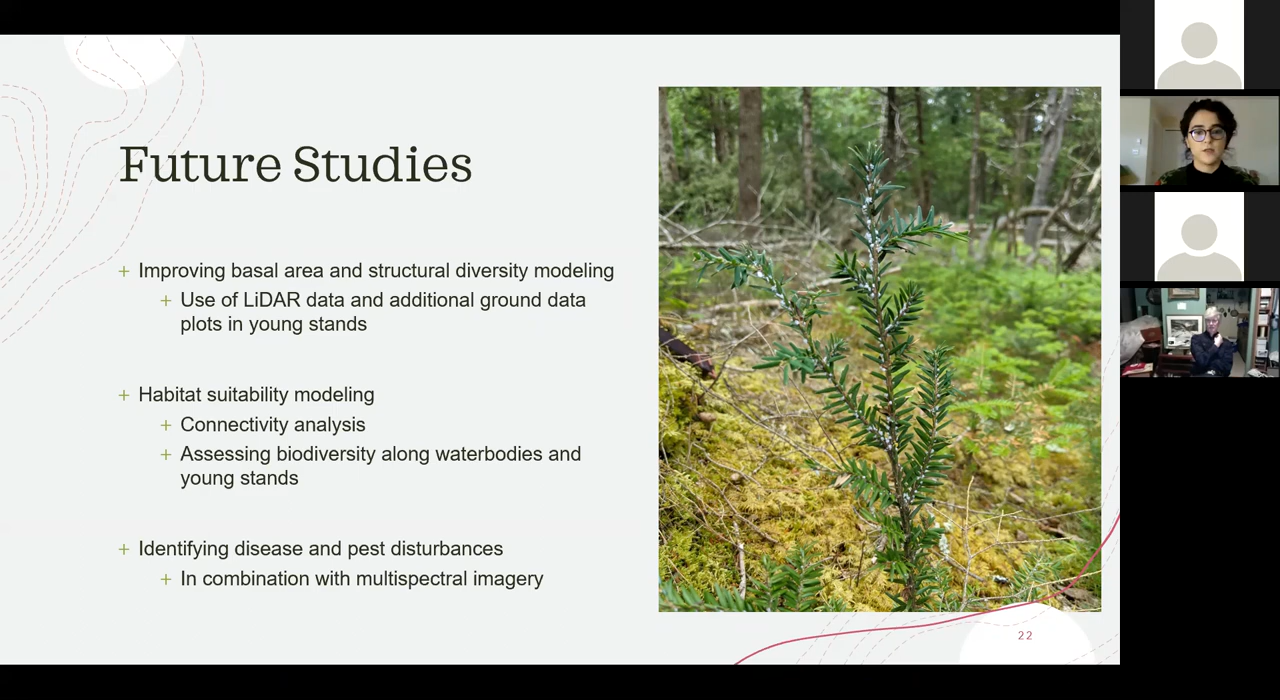 Future Studies
+ Improving basal area and structural diversity modeling
+ Use of LiDAR data and additional ground data
plots in young stands
+ Habitat suitability modeling
+ Connectivity analysis
+ Assessing biodiversity along waterbodies and
young stands
+ Identifying disease and pest disturbances
+ In combination with multispectral imagery
22